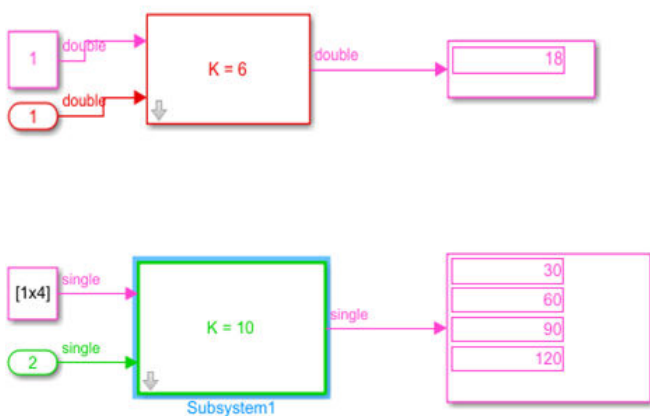 1
double
double
1
K = 6
double
18
[1x4]
single
single
2
K = 10
Subsystem1
single
30
60
90
120